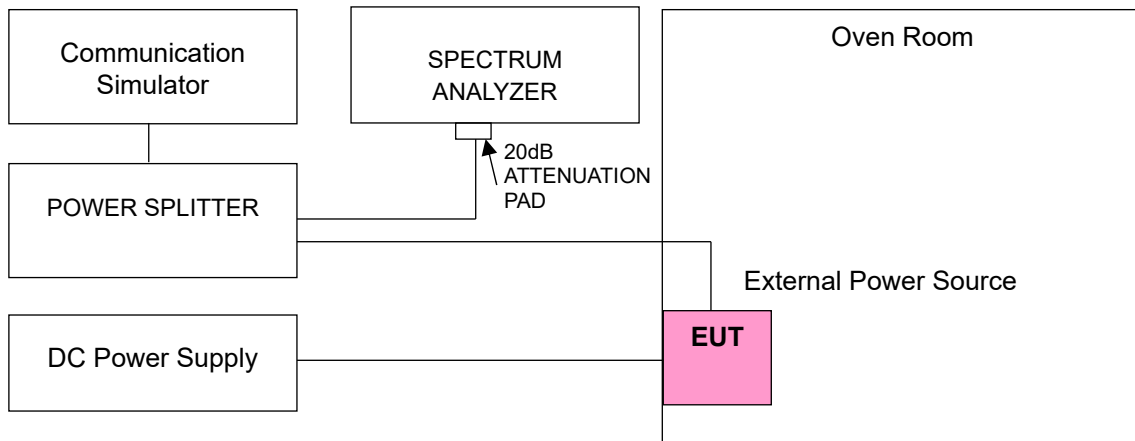 Communication
Simulator
SPECTRUM
ANALYZER
Oven Room
20dB
ATTENUATION
PAD
POWER SPLITTER
External Power Source
EUT
DC Power Supply